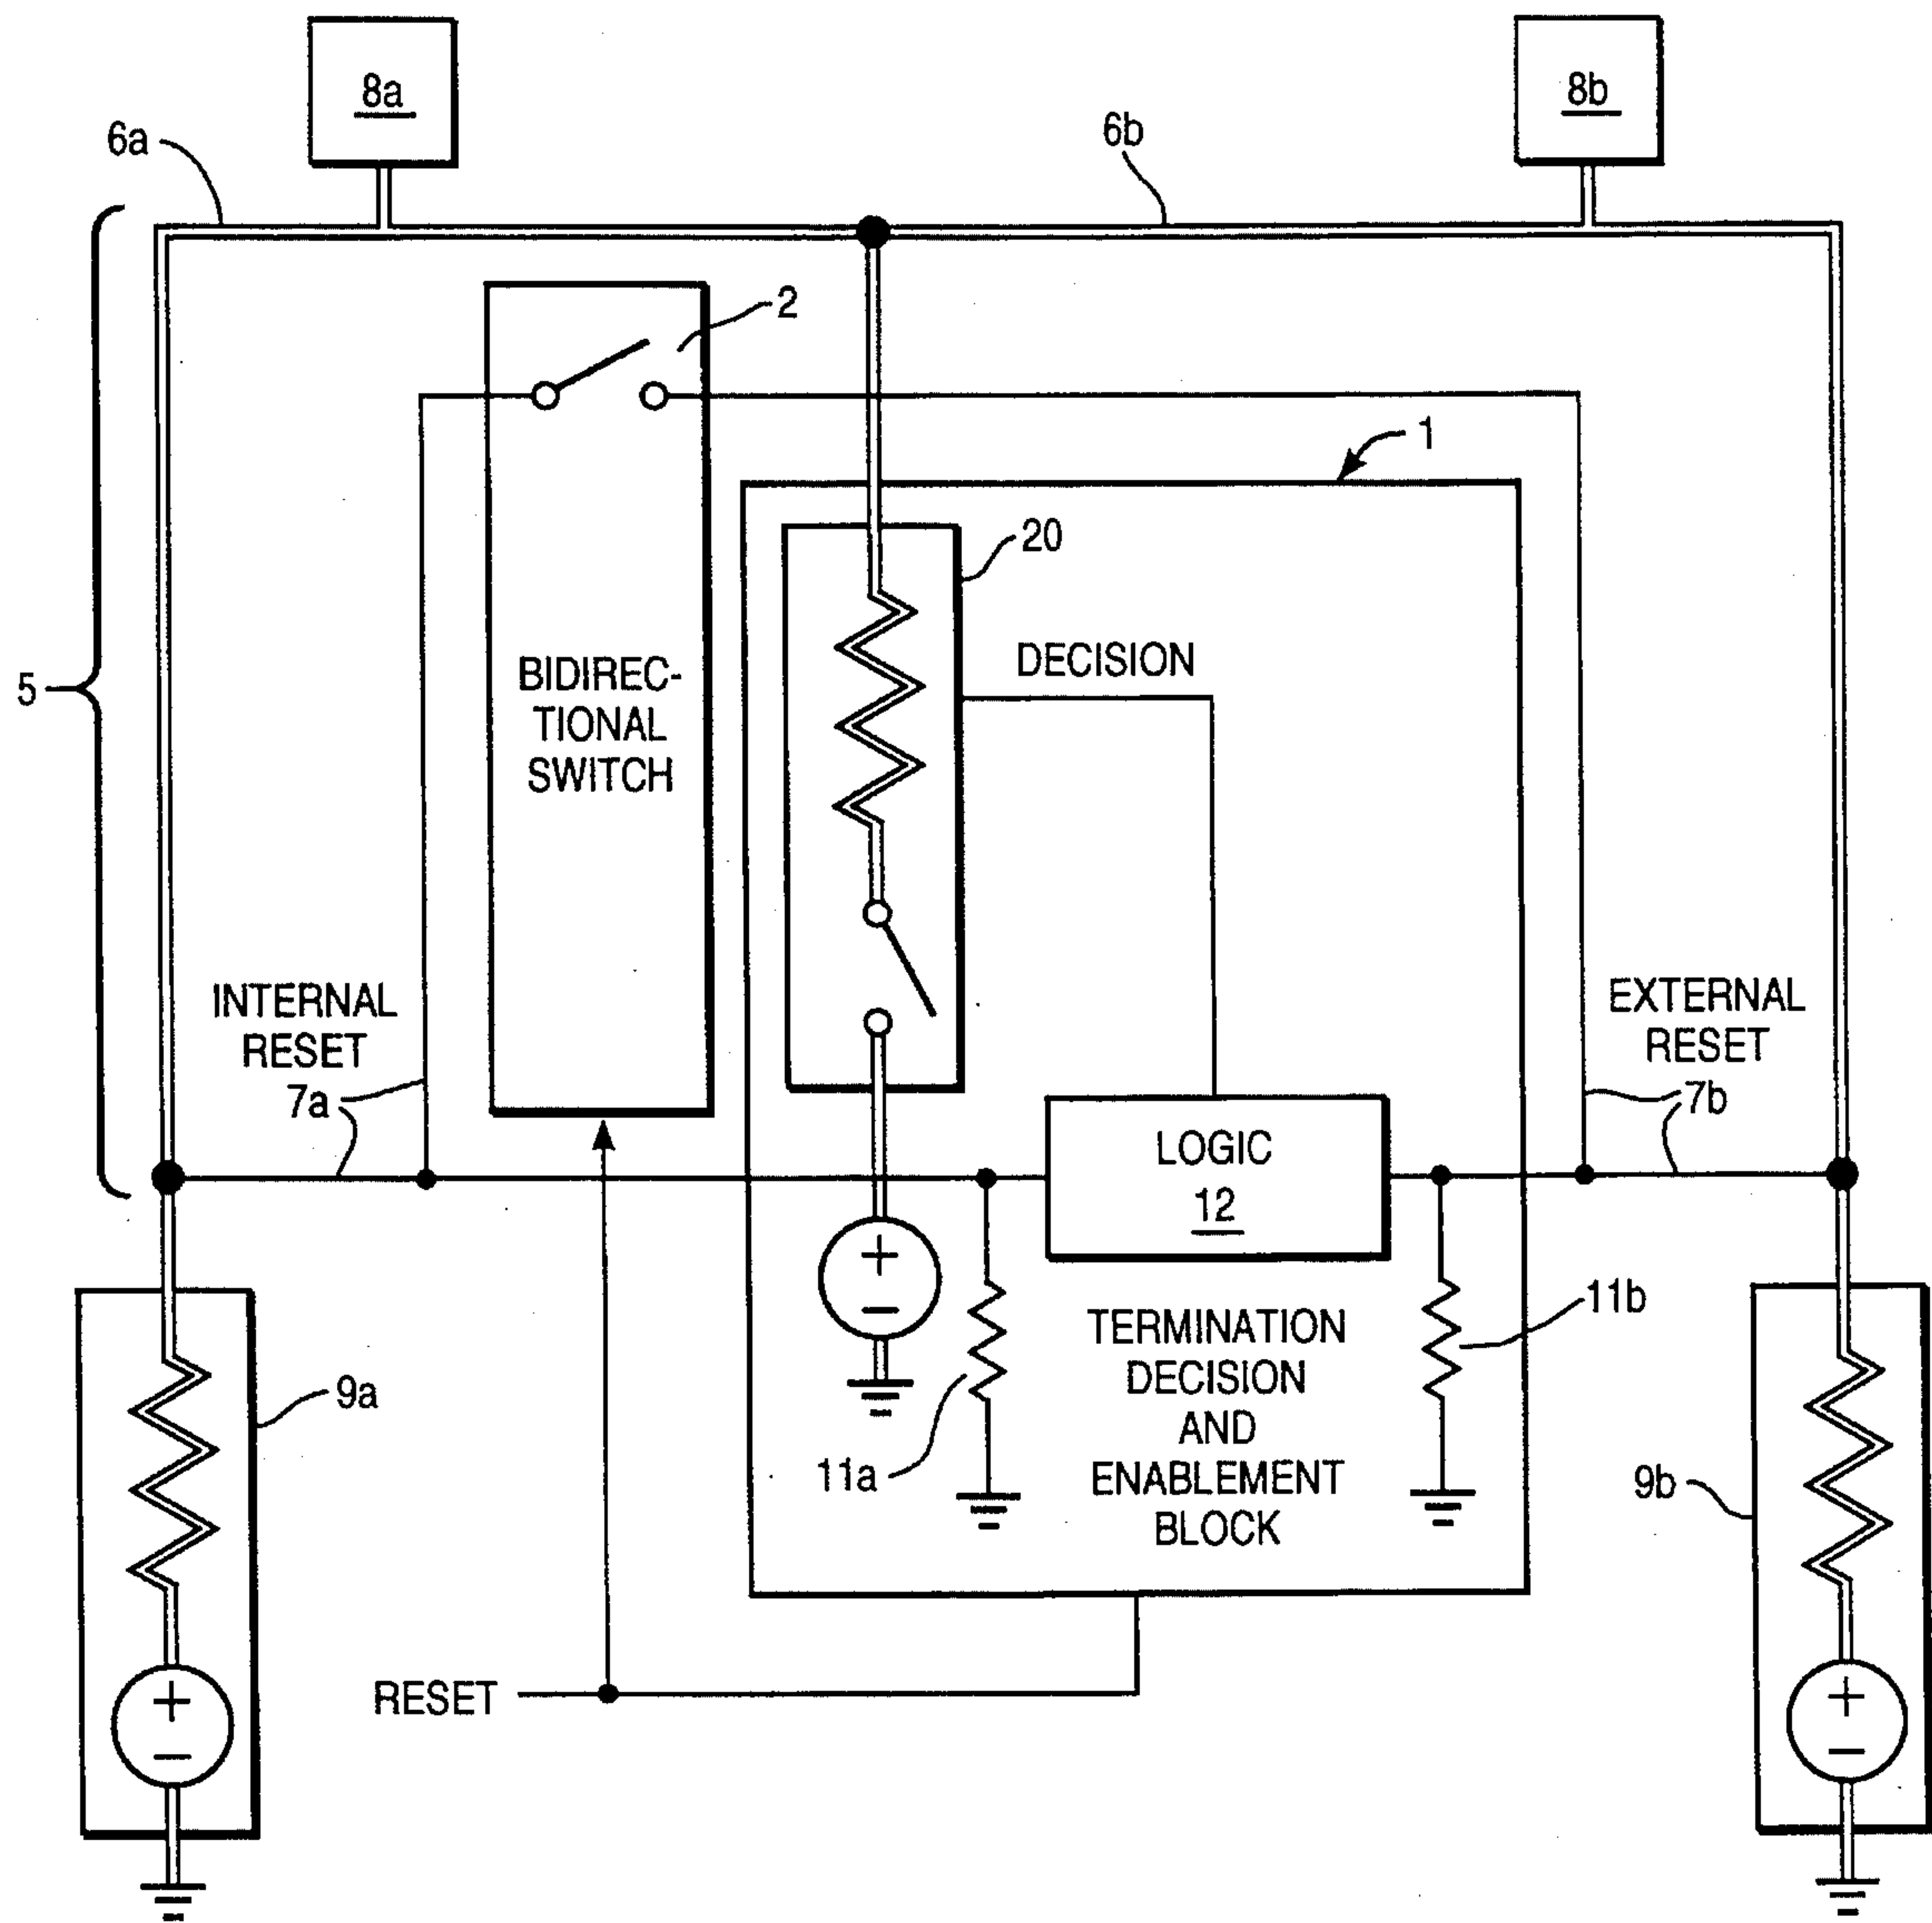 8a
8b
6a
6b
2
1
20
DECISION
5
BIDIREC-
TIONAL
SWITCH
INTERNAL
RESET
7a
EXTERNAL
RESET
7b
LOGIC
12
+
−
TERMINATION
DECISION
AND
ENABLEMENT
BLOCK
11a
11b
9a
9b
RESET
+
−
+
−